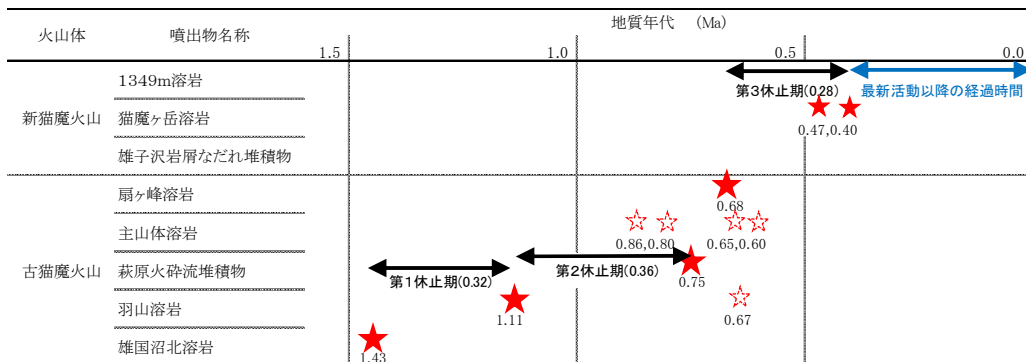 地質年代 (Ma)
火山体 噴出物名称
1.5 1.0 0.5 0.0
1349m溶岩
第3休止期(0.28) 最新活動以降の経過時間
新猫魔火山 猫魔ヶ岳溶岩
0.47,0.40
雄子沢岩屑なだれ堆積物
扇ヶ峰溶岩
0.68
主山体溶岩
0.86,0.80 0.65,0.60
古猫魔火山 萩原火砕流堆積物
第1休止期(0.32) 第2休止期(0.36)
0.75
羽山溶岩
1.11 0.67
雄国沼北溶岩
1.43